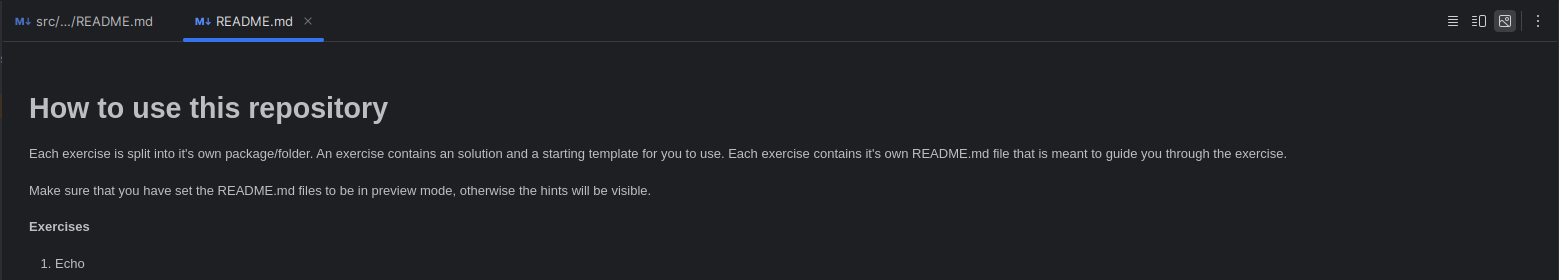 M↓ src/.../README.md M↓ README.md
How to use this repository
Each exercise is split into it's own package/folder. An exercise contains an solution and a starting template for you to use. Each exercise contains it's own README.md file that is meant to guide you through the exercise.
Make sure that you have set the README.md files to be in preview mode, otherwise the hints will be visible.
Exercises
1. Echo